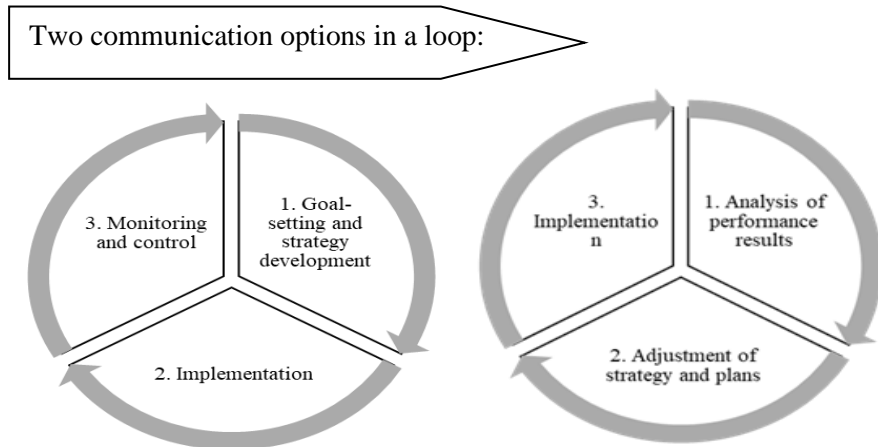 Two communication options in a loop:
1. Goal-
setting and
strategy
development
2. Implementation
3. Monitoring
and control
1. Analysis of
performance
results
2. Adjustment of
strategy and plans
3.
Implementatio
n